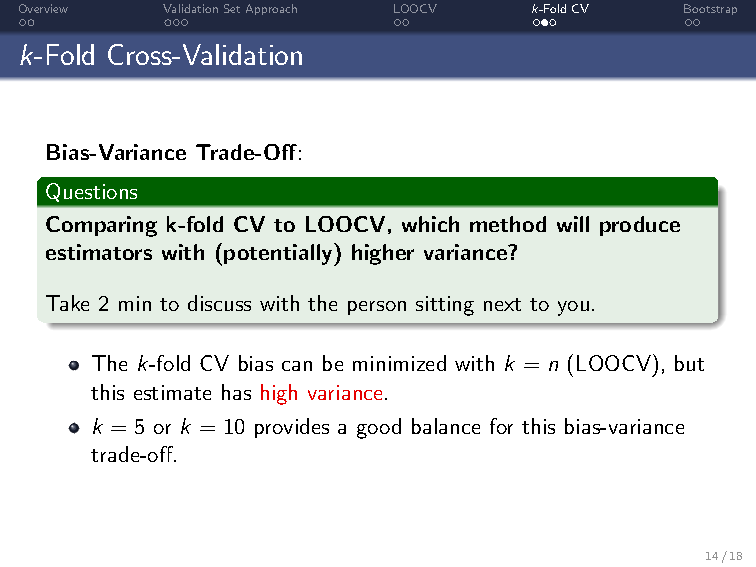 Overview Validation Set Approach LOOCV k-Fold CV Bootstrap
k-Fold Cross-Validation
Bias-Variance Trade-Off:
Questions
Comparing k-fold CV to LOOCV, which method will produce
estimators with (potentially) higher variance?
Take 2 min to discuss with the person sitting next to you.
The k-fold CV bias can be minimized with k = n (LOOCV), but
this estimate has high variance.
k = 5 or k = 10 provides a good balance for this bias-variance
trade-off.
14 / 18